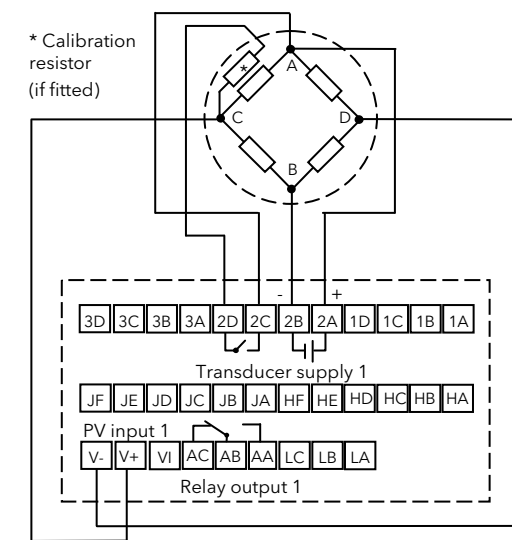 * Calibration
resistor
(if fitted)
*
A
C
D
B
- +
3D 3C 3B 3A 2D 2C 2B 2A 1D 1C 1B 1A
Transducer supply 1
JF JE JD JC JB JA HF HE HD HC HB HA
PV input 1
V- V+ VI AC AB AA LC LB LA
Relay output 1